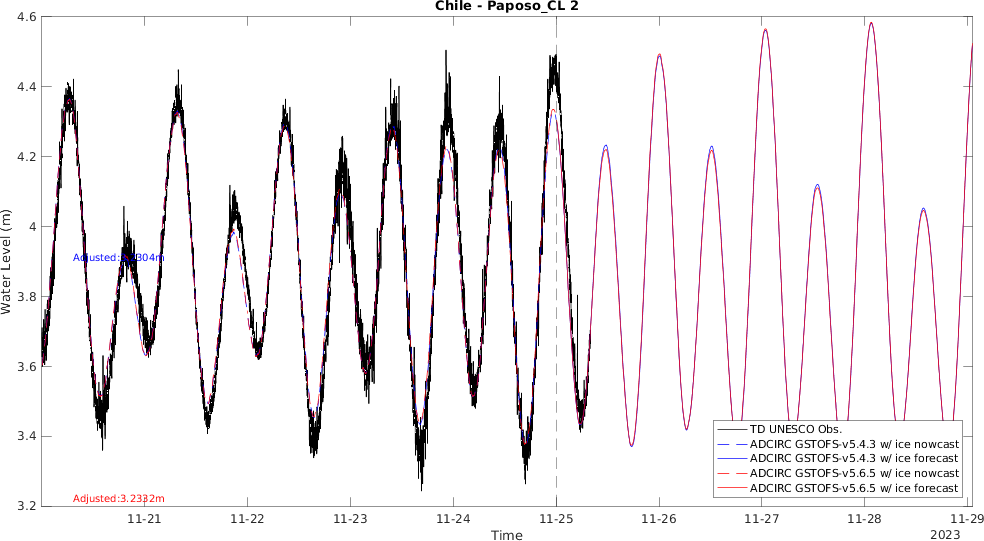 Chile - Paposo_CL 2
4.6
4.4
4.2
4
3.8
3.6
3.4
3.2
Water Level (m)
Adjusted:3.2332m
TD UNESCO Obs.
ADCIRC GSTOFS-v5.4.3 w/ ice nowcast
ADCIRC GSTOFS-v5.4.3 w/ ice forecast
ADCIRC GSTOFS-v5.6.5 w/ ice nowcast
ADCIRC GSTOFS-v5.6.5 w/ ice forecast
11-21 11-22 11-23 11-24 11-25 11-26 11-27 11-28 11-29
Time
2023